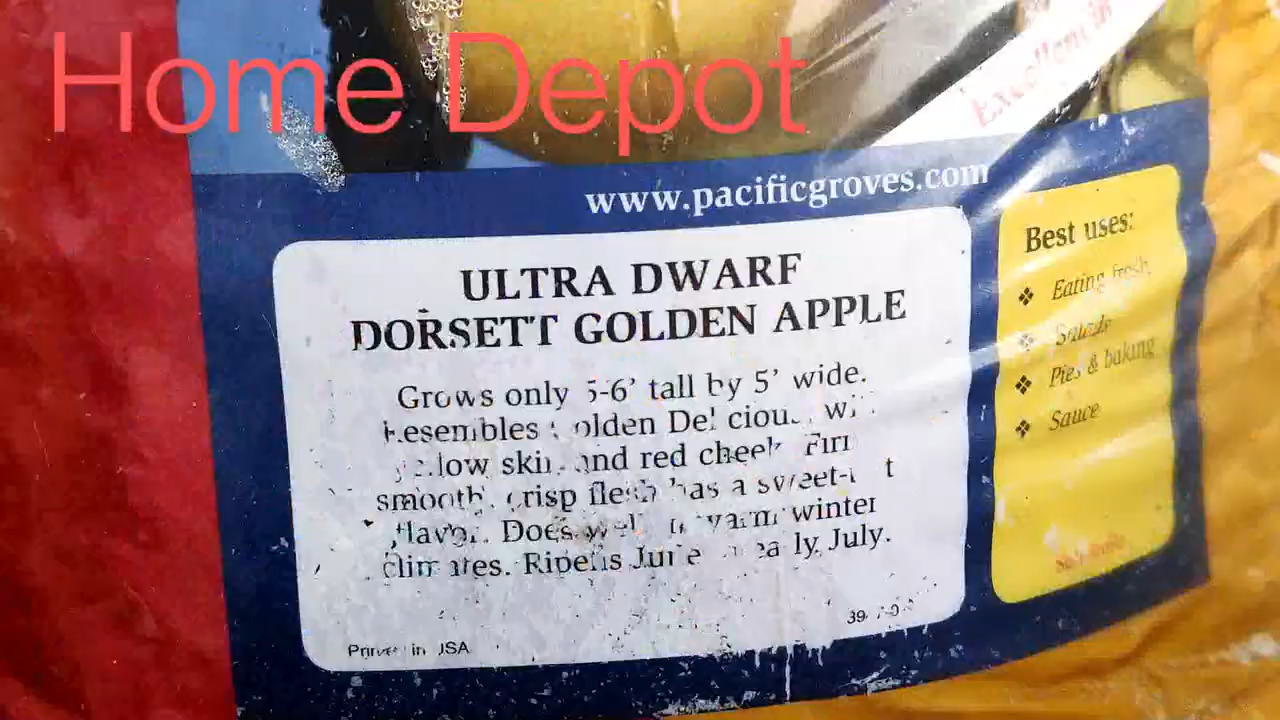 Home Depot
Excellent in
www.pacificgroves.com
ULTRA DWARF
DORSETT GOLDEN APPLE
Grows only 5-6' tall by 5' wide.
Resembles Golden Delicious
yellow skin and red cheek. Firm
smooth, crisp flesh has a sweet-
flavor. Does well in warm winter
climates. Ripens June early July.
Printed in USA
Best uses:
❖ Eating fresh
❖ Salads
❖ Pies & baking
❖ Sauce